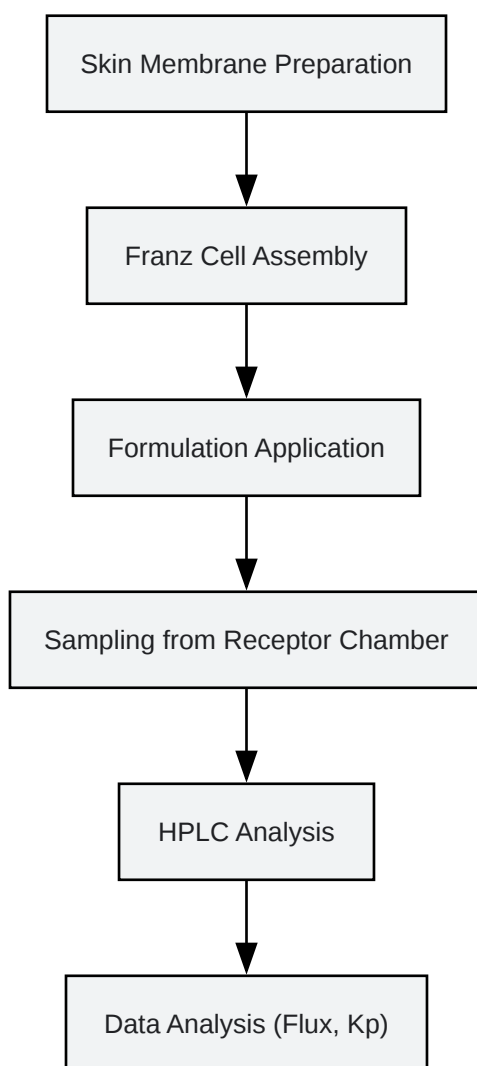 Skin Membrane Preparation
Franz Cell Assembly
Formulation Application
Sampling from Receptor Chamber
HPLC Analysis
Data Analysis (Flux, Kp)